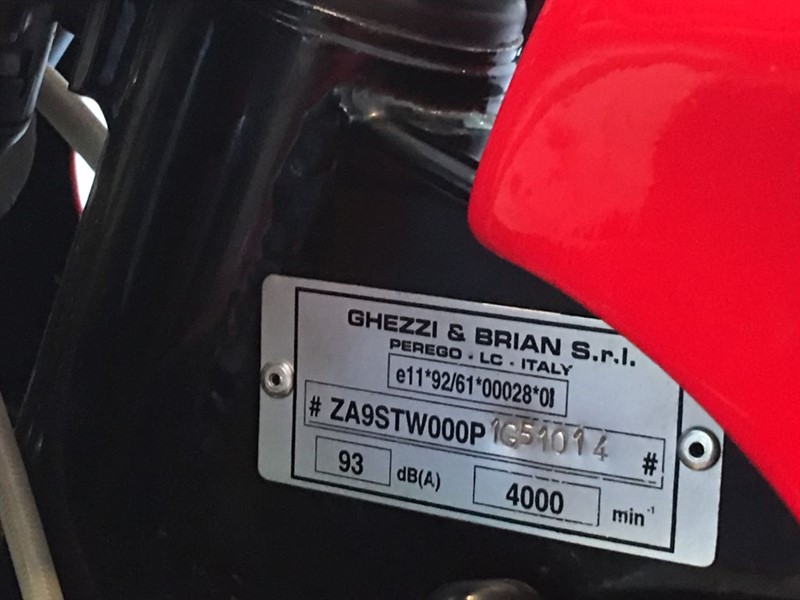 GHEZZI & BRIAN S.r.l.
PEREGO - LC - ITALY
e11*92/61*00028*01
# ZA9STW000P1G51014 #
93 dB(A) 4000 min⁻¹